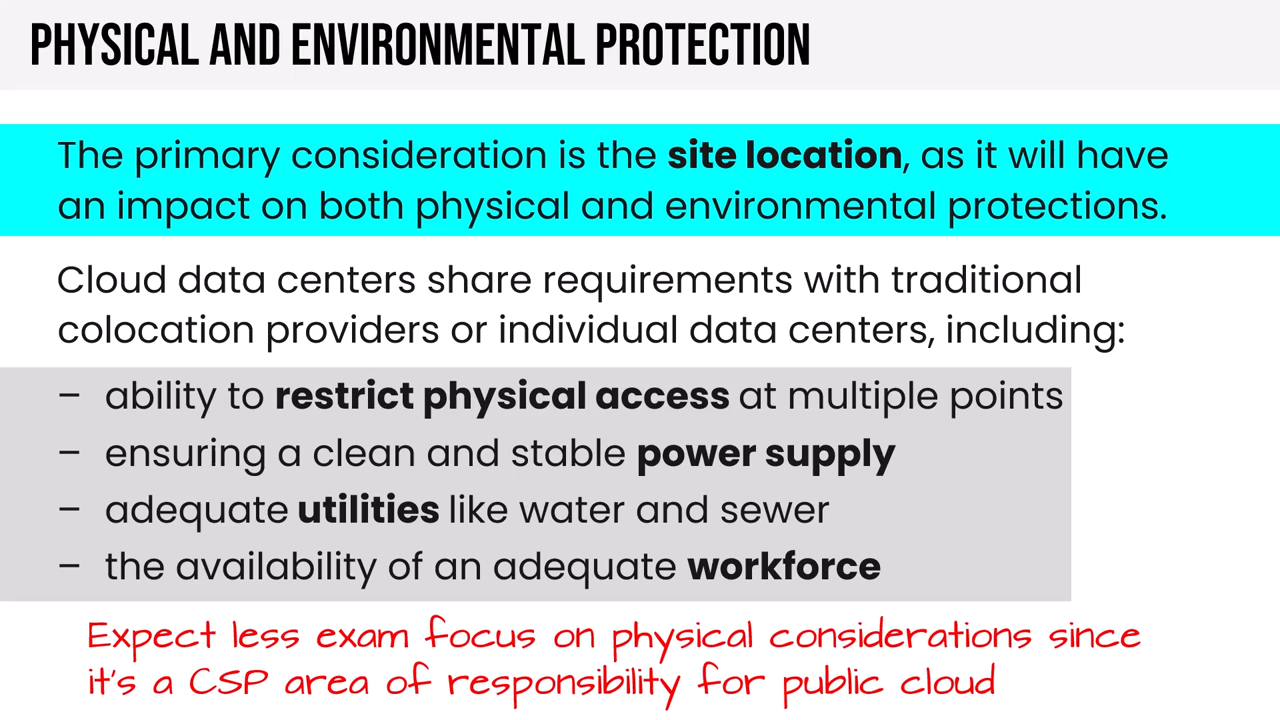 PHYSICAL AND ENVIRONMENTAL PROTECTION
The primary consideration is the site location, as it will have
an impact on both physical and environmental protections.
Cloud data centers share requirements with traditional
colocation providers or individual data centers, including:
– ability to restrict physical access at multiple points
– ensuring a clean and stable power supply
– adequate utilities like water and sewer
– the availability of an adequate workforce
Expect less exam focus on physical considerations since
it's a CSP area of responsibility for public cloud